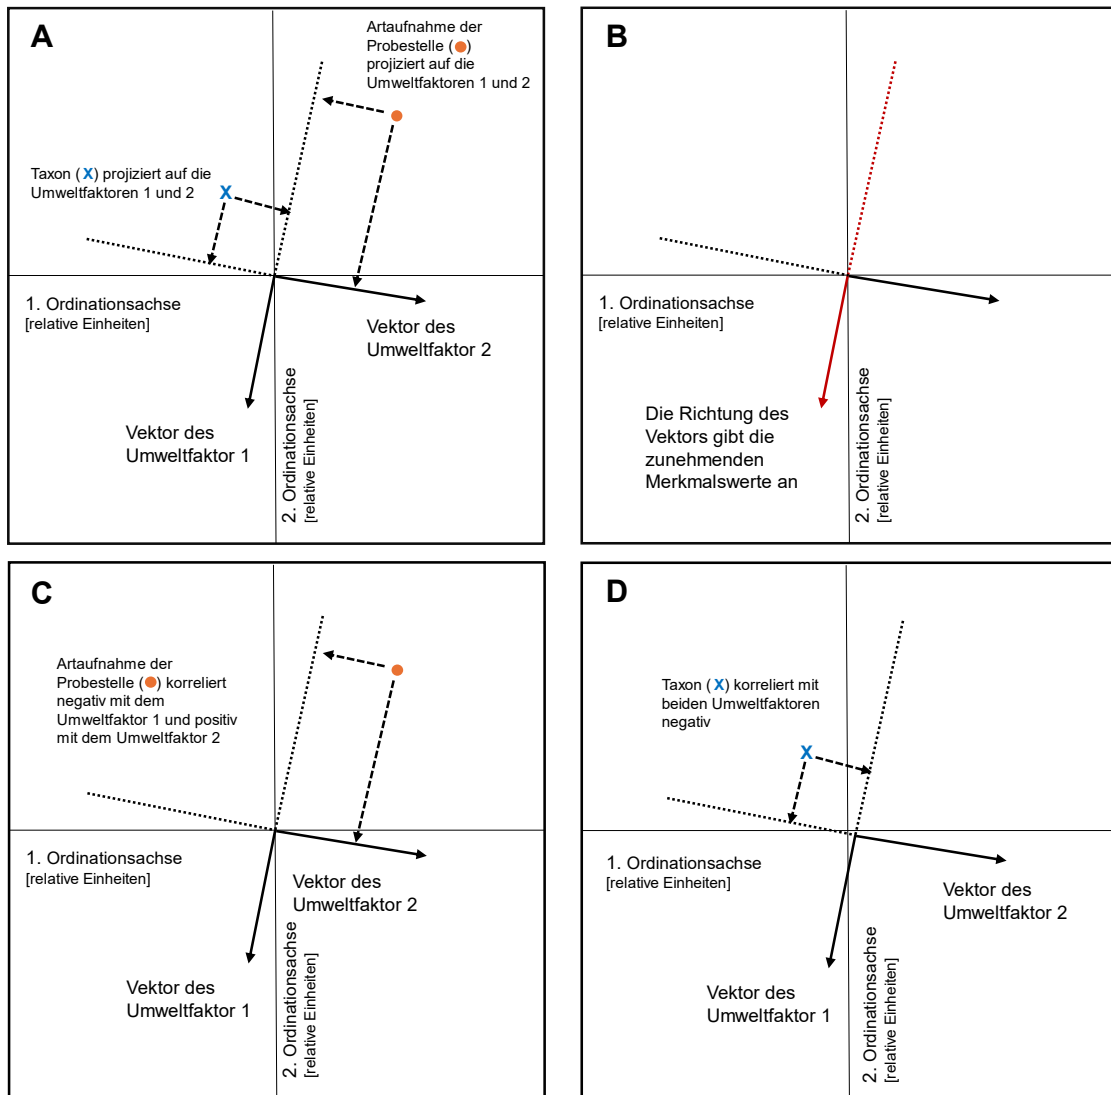 A
Artaufnahme der
Probestelle ( )
projiziert auf die
Umweltfaktoren 1 und 2
Taxon ( X ) projiziert auf die
Umweltfaktoren 1 und 2
X
1. Ordinationsachse
[relative Einheiten]
Vektor des
Umweltfaktor 2
Vektor des
Umweltfaktor 1
2. Ordinationsachse
[relative Einheiten]
B
1. Ordinationsachse
[relative Einheiten]
Die Richtung des
Vektors gibt die
zunehmenden
Merkmalswerte an
2. Ordinationsachse
[relative Einheiten]
C
Artaufnahme der
Probestelle ( ) korreliert
negativ mit dem
Umweltfaktor 1 und positiv
mit dem Umweltfaktor 2
1. Ordinationsachse
[relative Einheiten]
Vektor des
Umweltfaktor 2
Vektor des
Umweltfaktor 1
2. Ordinationsachse
[relative Einheiten]
D
Taxon ( X ) korreliert mit
beiden Umweltfaktoren
negativ
X
1. Ordinationsachse
[relative Einheiten]
Vektor des
Umweltfaktor 2
Vektor des
Umweltfaktor 1
2. Ordinationsachse
[relative Einheiten]